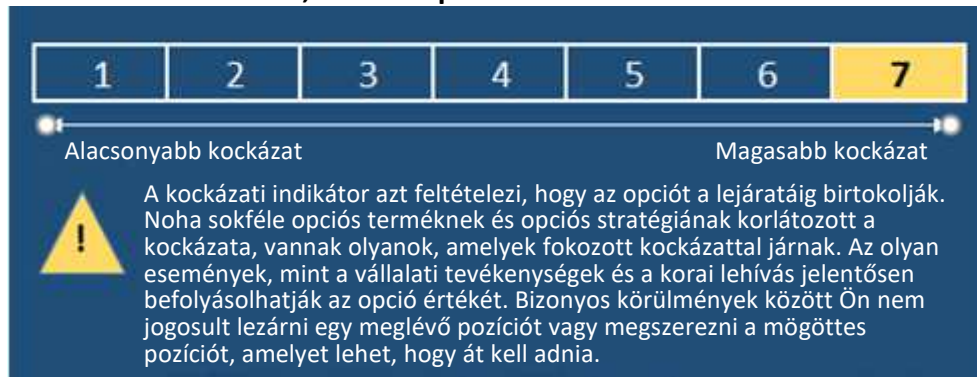 1 2 3 4 5 6 7
Alacsonyabb kockázat Magasabb kockázat
A kockázati indikátor azt feltételezi, hogy az opciót a lejáratáig birtokolják.
Noha sokféle opciós terméknek és opciós stratégiának korlátozott a
! kockázata, vannak olyanok, amelyek fokozott kockázattal járnak. Az olyan
események, mint a vállalati tevékenységek és a korai lehívás jelentősen
befolyásolhatják az opció értékét. Bizonyos körülmények között Ön nem
jogosult lezárni egy meglévő pozíciót vagy megszerezni a mögöttes
pozíciót, amelyet lehet, hogy át kell adnia.